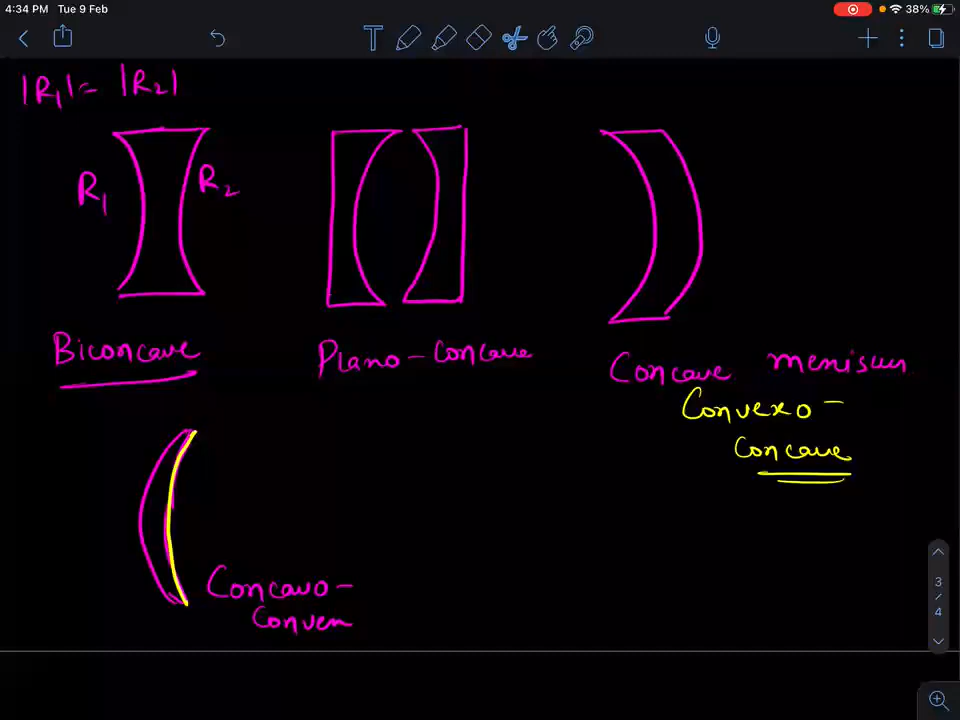 4:34 PM Tue 9 Feb
38%
|R₁| = |R₂|
R₁
R₂
Biconcave
Plano-concave
Concave meniscus
Convexo-
Concave
Concavo-
Convex
3
/
4